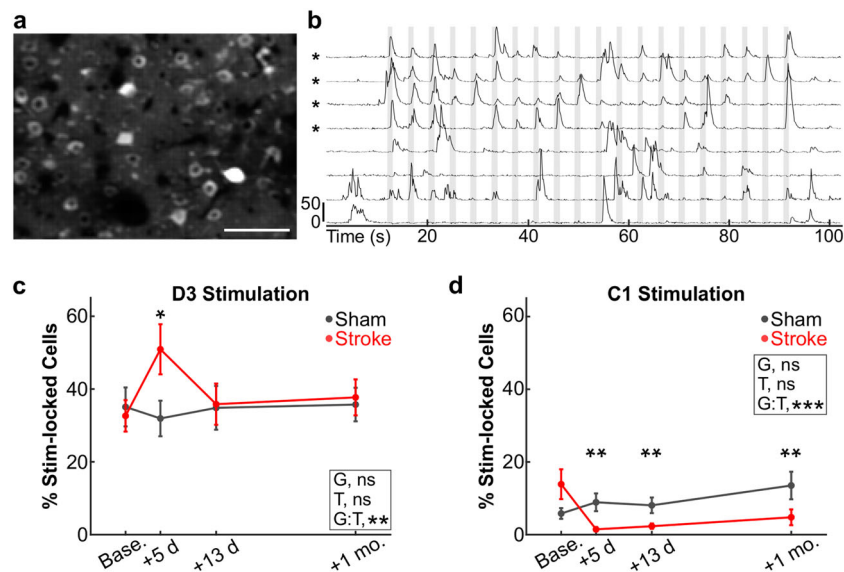 a
b
*
*
*
*
50
0
Time (s) 20 40 60 80 100
c
D3 Stimulation
% Stim-locked Cells
60
40
20
0
*
Sham
Stroke
G, ns
T, ns
G:T, **
Base. +5 d +13 d +1 mo.
d
C1 Stimulation
% Stim-locked Cells
60
40
20
0
Sham
Stroke
G, ns
T, ns
G:T, ***
** ** **
Base. +5 d +13 d +1 mo.